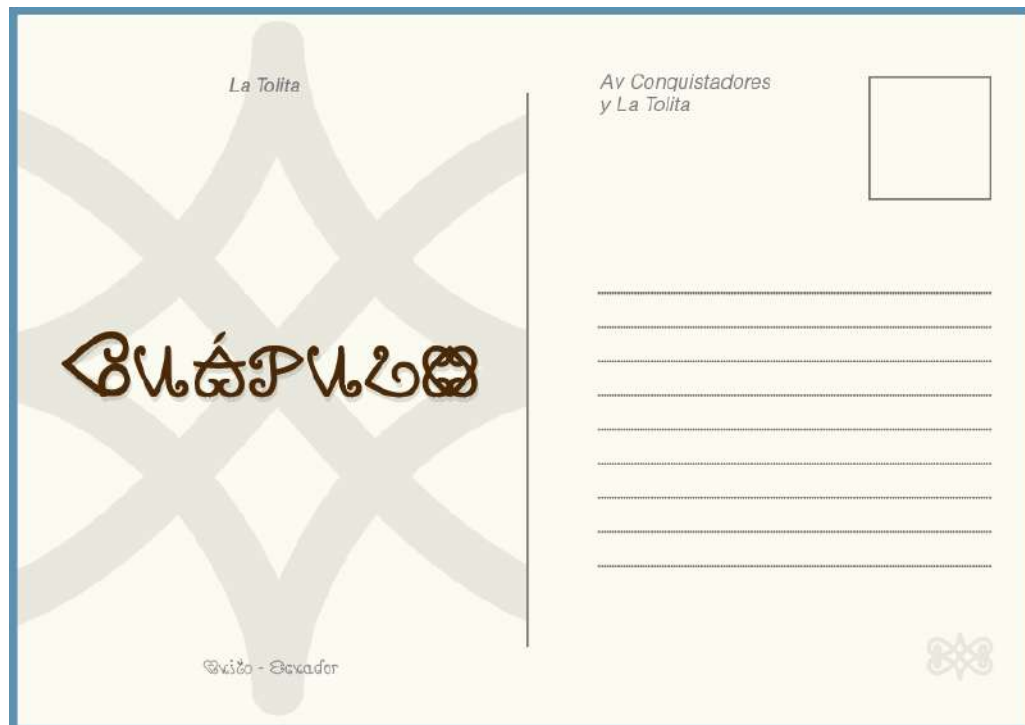 La Tolita
GUÁPULO
Quito - Ecuador
Av Conquistadores
y La Tolita